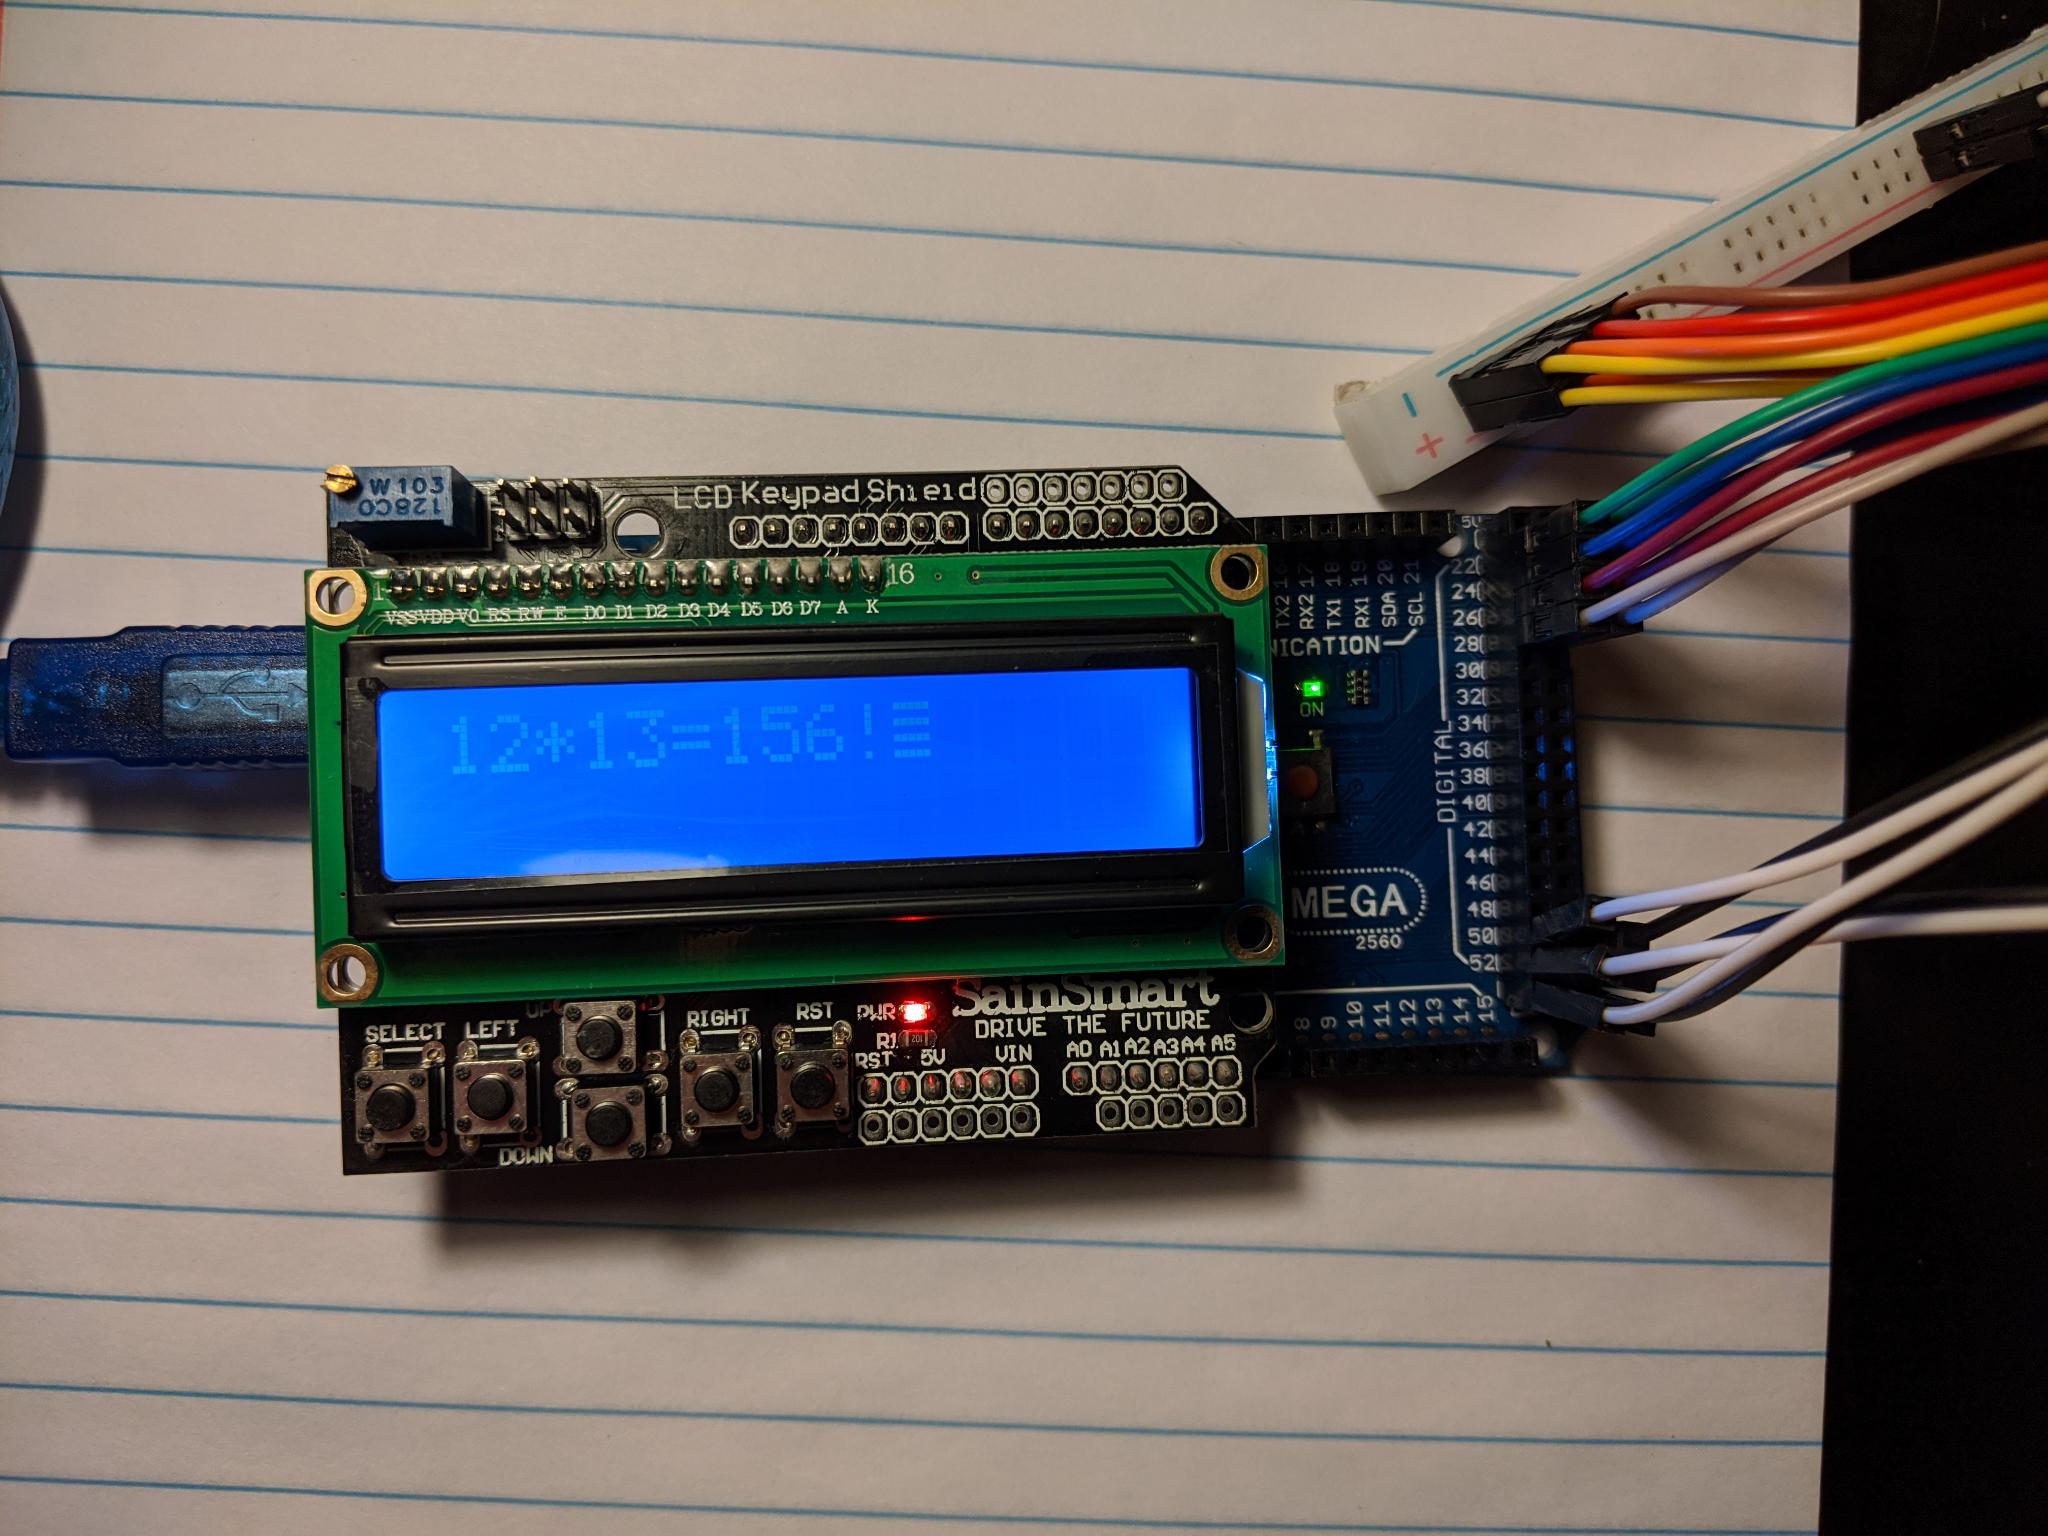 W103
128CO
LCD Keypad Shield
1
16
VSS VDD V0 RS RW E D0 D1 D2 D3 D4 D5 D6 D7 A K
12*13=156!≡
TX2 16
RX2 17
TX1 18
RX1 19
SDA 20
SCL 21
NICATION
ON
5V
22
24
26
28
30
32
34
36
38
40
42
44
46
48
50
52
DIGITAL
MEGA
2560
8 9 10 11 12 13 14 15
SainSmart
DRIVE THE FUTURE
PWR
R1
201
RST 5V VIN
A0 A1 A2 A3 A4 A5
SELECT LEFT UP RIGHT RST
DOWN
-
+